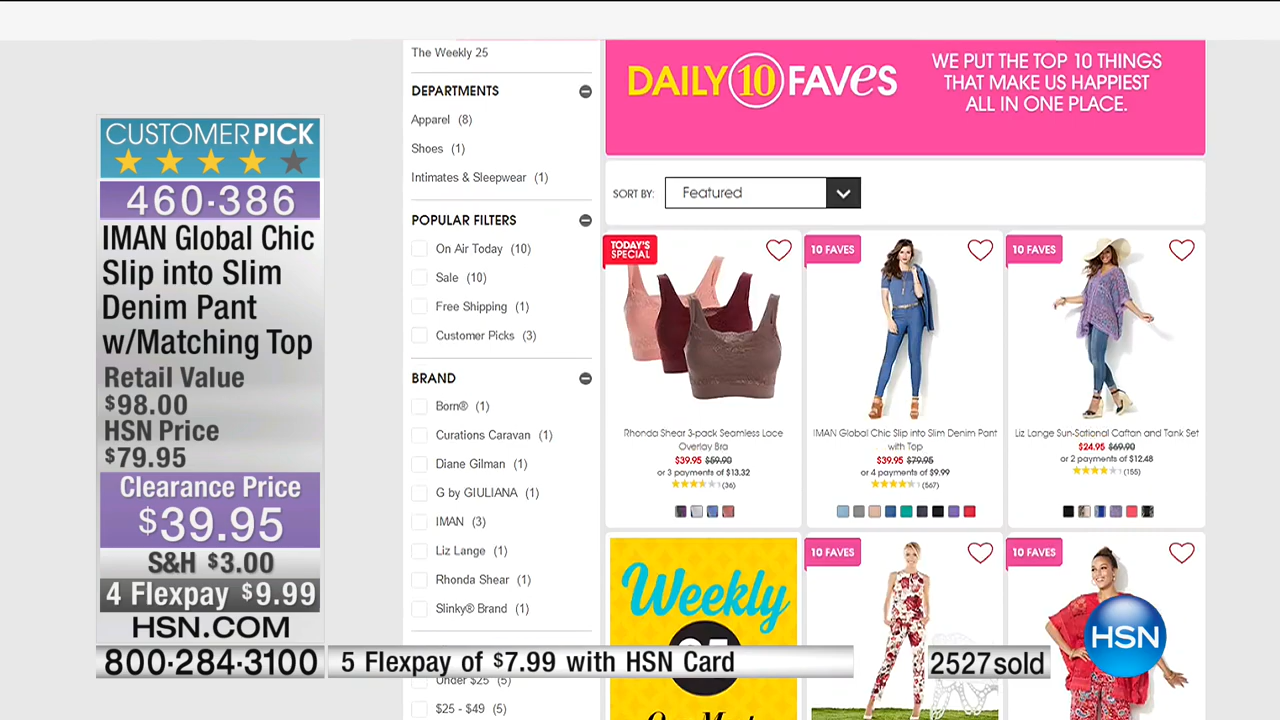 CUSTOMERPICK
460-386
IMAN Global Chic
Slip into Slim
Denim Pant
w/Matching Top
Retail Value
$98.00
HSN Price
$79.95
Clearance Price
$39.95
S&H $3.00
4 Flexpay $9.99
HSN.COM
800-284-3100
5 Flexpay of $7.99 with HSN Card
2527sold
HSN
The Weekly 25
DEPARTMENTS
Apparel (8)
Shoes (1)
Intimates & Sleepwear (1)
POPULAR FILTERS
On Air Today (10)
Sale (10)
Free Shipping (1)
Customer Picks (3)
BRAND
Born® (1)
Curations Caravan (1)
Diane Gilman (1)
G by GIULIANA (1)
IMAN (3)
Liz Lange (1)
Rhonda Shear (1)
Slinky® Brand (1)
Under $25 (5)
$25 - $49 (5)
DAILY 10 FAVES
WE PUT THE TOP 10 THINGS
THAT MAKE US HAPPIEST
ALL IN ONE PLACE.
SORT BY: Featured
TODAY'S
SPECIAL
Rhonda Shear 3-pack Seamless Lace
Overlay Bra
$39.95 $59.90
or 3 payments of $13.32
(36)
10 FAVES
IMAN Global Chic Slip into Slim Denim Pant
with Top
$39.95 $79.95
or 4 payments of $9.99
(567)
10 FAVES
Liz Lange Sun-Sational Caftan and Tank Set
$24.95 $69.90
or 2 payments of $12.48
(155)
Weekly
10 FAVES
10 FAVES